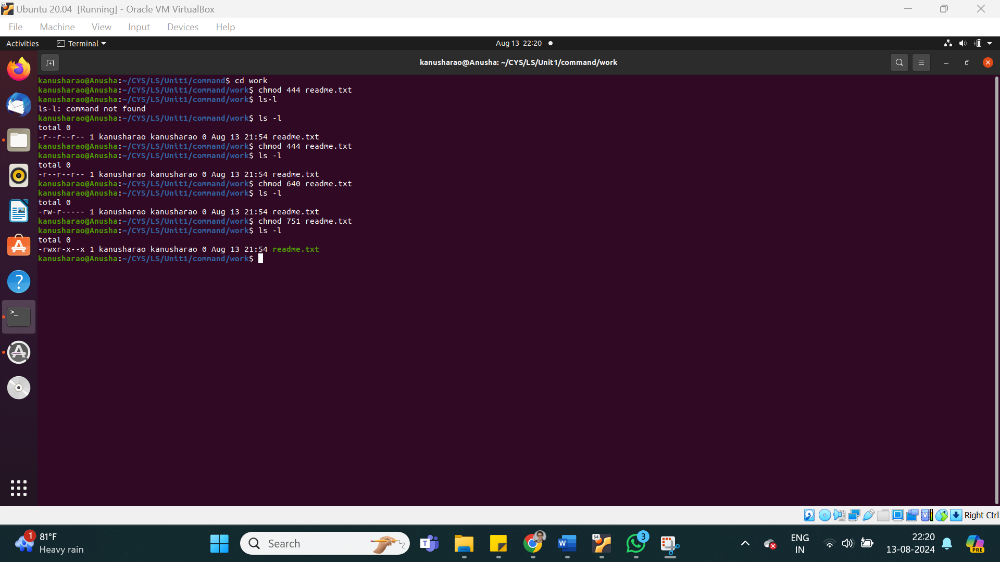 Ubuntu 20.04 [Running] - Oracle VM VirtualBox
File Machine View Input Devices Help
Activities Terminal Aug 13 22:20
kanusharao@Anusha: ~/CYS/LS/Unit1/command/work
kanusharao@Anusha:~/CYS/LS/Unit1/command$ cd work
kanusharao@Anusha:~/CYS/LS/Unit1/command/work$ chmod 444 readme.txt
kanusharao@Anusha:~/CYS/LS/Unit1/command/work$ ls-l
ls-l: command not found
kanusharao@Anusha:~/CYS/LS/Unit1/command/work$ ls -l
total 0
-r--r--r-- 1 kanusharao kanusharao 0 Aug 13 21:54 readme.txt
kanusharao@Anusha:~/CYS/LS/Unit1/command/work$ chmod 444 readme.txt
kanusharao@Anusha:~/CYS/LS/Unit1/command/work$ ls -l
total 0
-r--r--r-- 1 kanusharao kanusharao 0 Aug 13 21:54 readme.txt
kanusharao@Anusha:~/CYS/LS/Unit1/command/work$ chmod 640 readme.txt
kanusharao@Anusha:~/CYS/LS/Unit1/command/work$ ls -l
total 0
-rw-r----- 1 kanusharao kanusharao 0 Aug 13 21:54 readme.txt
kanusharao@Anusha:~/CYS/LS/Unit1/command/work$ chmod 751 readme.txt
kanusharao@Anusha:~/CYS/LS/Unit1/command/work$ ls -l
total 0
-rwxr-x--x 1 kanusharao kanusharao 0 Aug 13 21:54 readme.txt
kanusharao@Anusha:~/CYS/LS/Unit1/command/work$
Right Ctrl
1 81°F
Heavy rain
Search
64
3
ENG
IN
22:20
13-08-2024
PRE